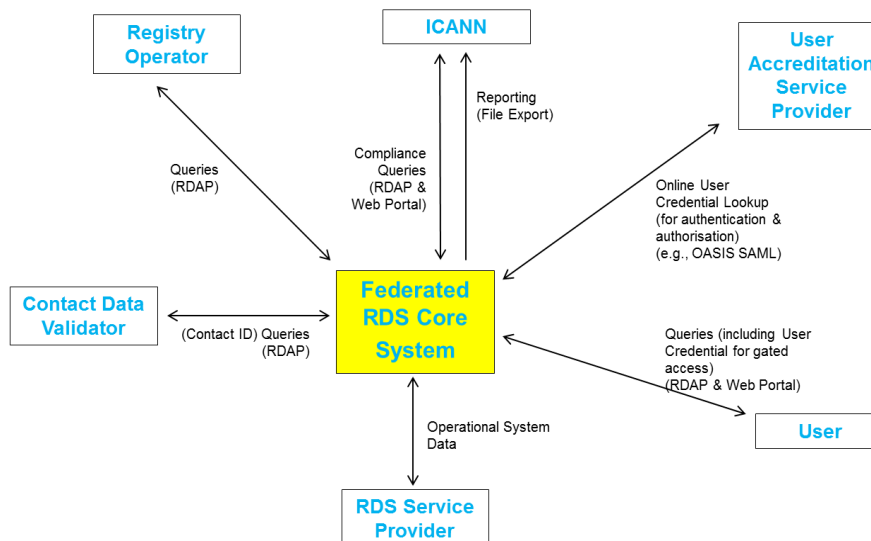 Registry
Operator
ICANN
User
Accreditation
Service
Provider
Reporting
(File Export)
Compliance
Queries
(RDAP &
Web Portal)
Queries
(RDAP)
Online User
Credential Lookup
(for authentication &
authorisation)
(e.g., OASIS SAML)
Contact Data
Validator
(Contact ID) Queries
(RDAP)
Federated
RDS Core
System
Queries (including User
Credential for gated
access)
(RDAP & Web Portal)
User
Operational System
Data
RDS Service
Provider